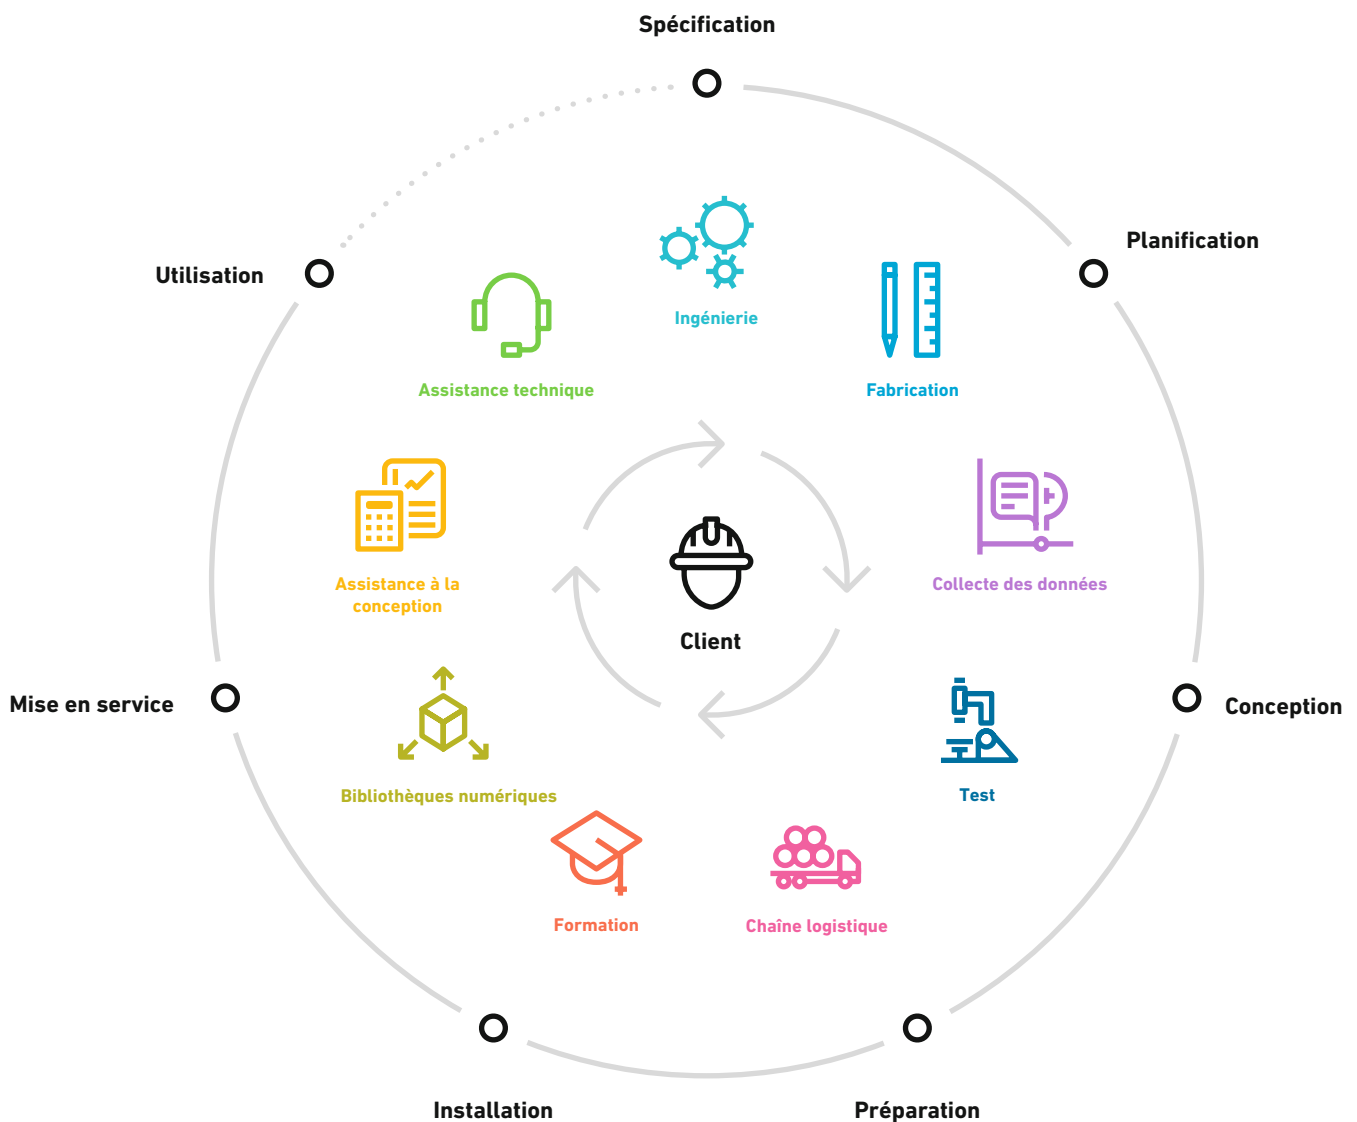 Spécification
Planification
Utilisation
Ingénierie
Assistance technique
Fabrication
Assistance à la
conception
Collecte des données
Client
Mise en service
Conception
Bibliothèques numériques
Test
Formation
Chaîne logistique
Installation
Préparation